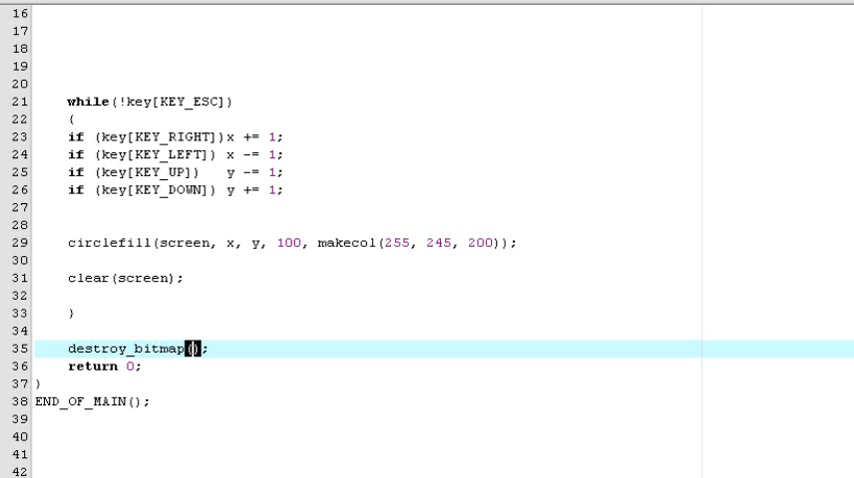 16
17
18
19
20
21 while(!key[KEY_ESC])
22 {
23 if (key[KEY_RIGHT])x += 1;
24 if (key[KEY_LEFT]) x -= 1;
25 if (key[KEY_UP])   y -= 1;
26 if (key[KEY_DOWN]) y += 1;
27
28
29 circlefill(screen, x, y, 100, makecol(255, 245, 200));
30
31 clear(screen);
32
33 }
34
35 destroy_bitmap();
36 return 0;
37 }
38 END_OF_MAIN();
39
40
41
42